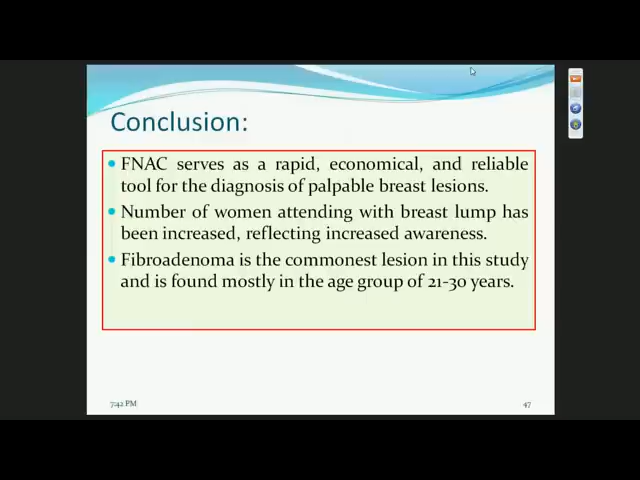 Conclusion:
FNAC serves as a rapid, economical, and reliable
tool for the diagnosis of palpable breast lesions.
Number of women attending with breast lump has
been increased, reflecting increased awareness.
Fibroadenoma is the commonest lesion in this study
and is found mostly in the age group of 21-30 years.
7:42 PM
47